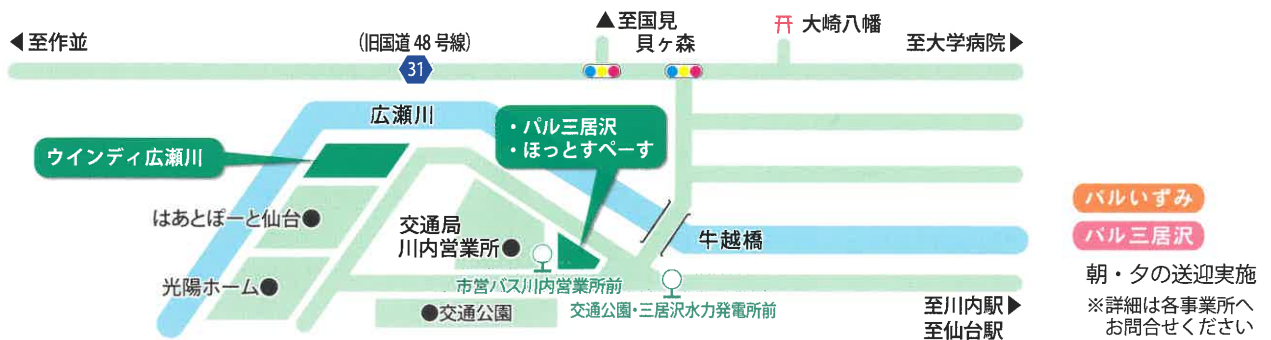 ◀至作並
(旧国道48号線)
31
▲至国見
貝ヶ森
大崎八幡
至大学病院▶
広瀬川
・パル三居沢
・ほっとすぺーす
ウインディ広瀬川
はあとぽーと仙台●
交通局
川内営業所●
牛越橋
光陽ホーム●
市営バス川内営業所前
●交通公園
交通公園・三居沢水力発電所前
至川内駅▶
至仙台駅
パルいずみ
パル三居沢
朝・夕の送迎実施
※詳細は各事業所へ
お問合せください